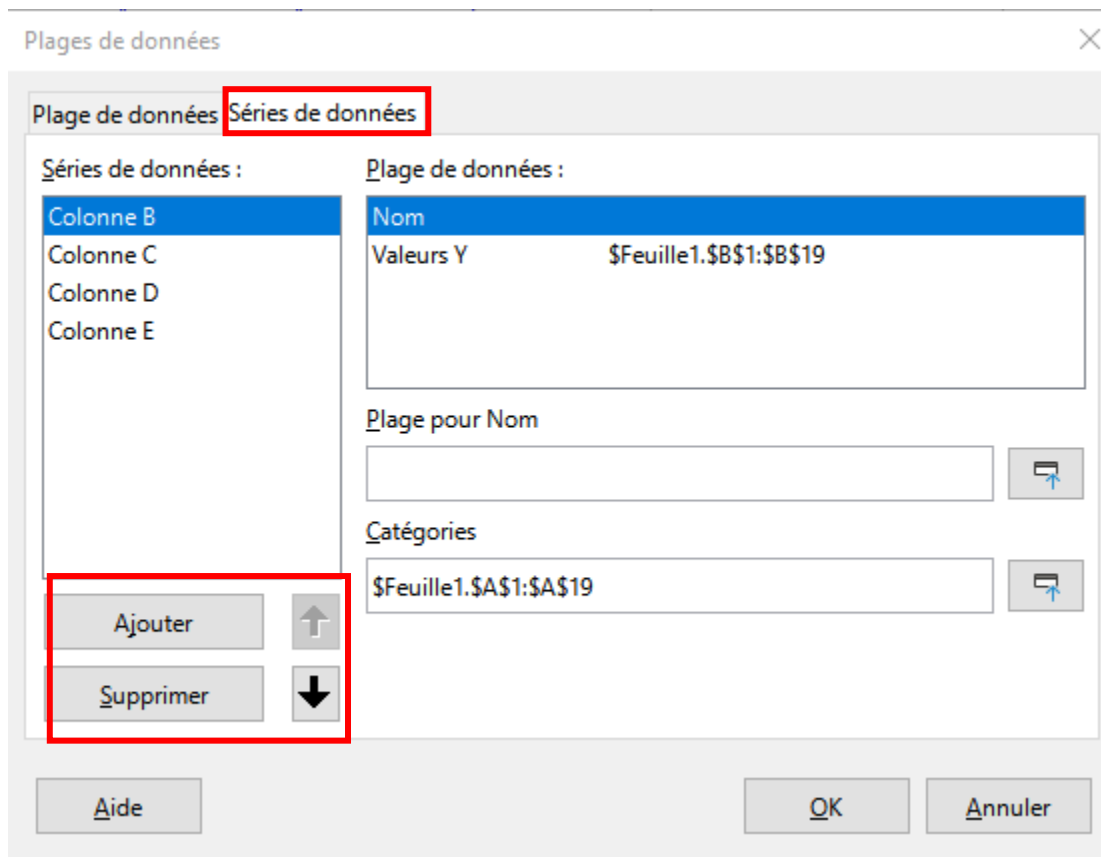 Plages de données
Plage de données Séries de données
Séries de données :
Colonne B
Colonne C
Colonne D
Colonne E
Ajouter
Supprimer
Plage de données :
Nom
Valeurs Y $Feuille1.$B$1:$B$19
Plage pour Nom
Catégories
$Feuille1.$A$1:$A$19
Aide OK Annuler